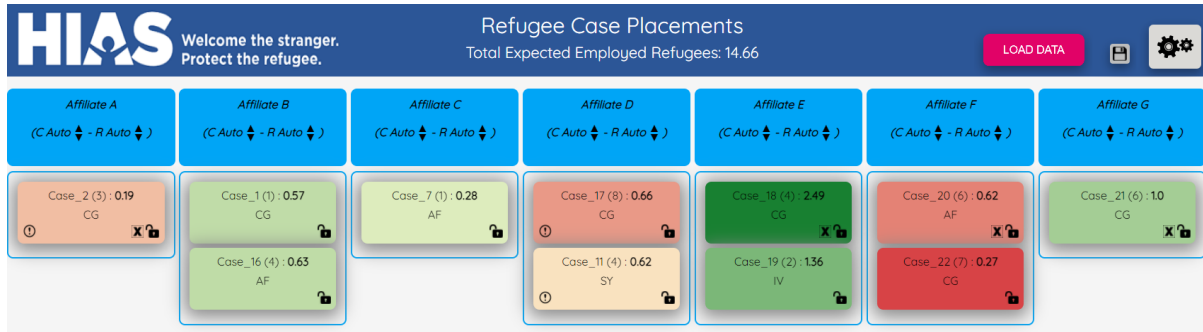 HIAS
Welcome the stranger.
Protect the refugee.
Refugee Case Placements
Total Expected Employed Refugees: 14.66
LOAD DATA
Affiliate A
(C Auto - R Auto )
Affiliate B
(C Auto - R Auto )
Affiliate C
(C Auto - R Auto )
Affiliate D
(C Auto - R Auto )
Affiliate E
(C Auto - R Auto )
Affiliate F
(C Auto - R Auto )
Affiliate G
(C Auto - R Auto )
Case_2 (3) : 0.19
CG
X
Case_1 (1) : 0.57
CG
Case_16 (4) : 0.63
AF
Case_7 (1) : 0.28
AF
Case_17 (8) : 0.66
CG
Case_11 (4) : 0.62
SY
Case_18 (4) : 2.49
CG
X
Case_19 (2) : 1.36
IV
Case_20 (6) : 0.62
AF
X
Case_22 (7) : 0.27
CG
Case_21 (6) : 1.0
CG
X